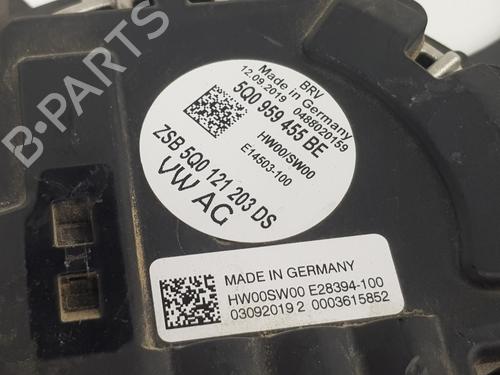 BRV
Made in Germany
12.09.2019 0488020159
5Q0 959 455 BE
HW00/SW00
E14503-100
ZSB 5Q0 121 203 DS
VW AG
MADE IN GERMANY
HW00SW00 E28394-100
03092019 2 0003615852
B-PARTS